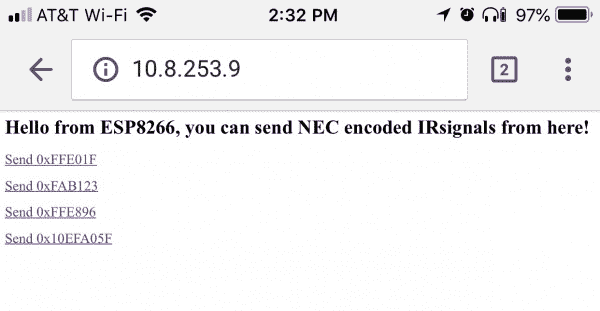 AT&T Wi-Fi 2:32 PM 97%
10.8.253.9 2
Hello from ESP8266, you can send NEC encoded IRsignals from here!
Send 0xFFE01F
Send 0xFAB123
Send 0xFFE896
Send 0x10EFA05F